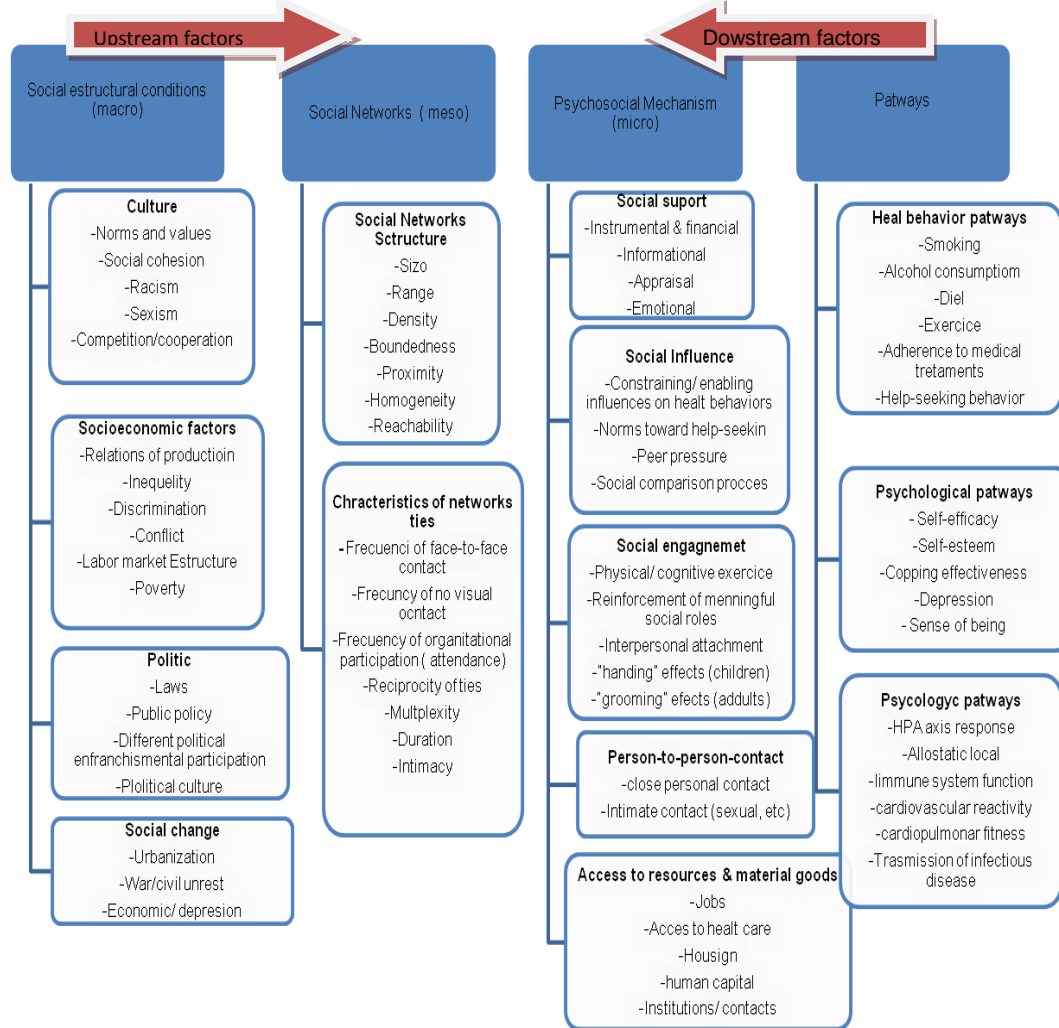 Upstream factors
Dowstream factors
Social estructural conditions
(macro)
Culture
-Norms and values
-Social cohesion
-Racism
-Sexism
-Competition/cooperation
Socioeconomic factors
-Relations of productioin
-Inequelity
-Discrimination
-Conflict
-Labor market Estructure
-Poverty
Politic
-Laws
-Public policy
-Different political
enfranchismental participation
-Plolitical culture
Social change
-Urbanization
-War/civil unrest
-Economic/ depresion
Social Networks ( meso)
Social Networks
Sctructure
-Sizo
-Range
-Density
-Boundedness
-Proximity
-Homogeneity
-Reachability
Chracteristics of networks
ties
-Frecuenci of face-to-face
contact
-Frecuncy of no visual
ocntact
-Frecuency of organitational
participation ( attendance)
-Reciprocity of ties
-Multplexity
-Duration
-Intimacy
Psychosocial Mechanism
(micro)
Social suport
-Instrumental & financial
-Informational
-Appraisal
-Emotional
Social Influence
-Constraining/ enabling
influences on healt behaviors
-Norms toward help-seekin
-Peer pressure
-Social comparison procces
Social engagnemet
-Physical/ cognitive exercice
-Reinforcement of menningful
social roles
-Interpersonal attachment
-"handing" effects (children)
-"grooming" efects (addults)
Person-to-person-contact
-close personal contact
-Intimate contact (sexual, etc)
Access to resources & material goods
-Jobs
-Acces to healt care
-Housign
-human capital
-Institutions/ contacts
Patways
Heal behavior patways
-Smoking
-Alcohol consumptiom
-Diel
-Exercice
-Adherence to medical
tretaments
-Help-seeking behavior
Psychological pathways
- Self-efficacy
-Self-esteem
-Copping effectiveness
-Depression
- Sense of being
Psycologyc pathways
-HPA axis response
-Allostatic local
-Iimmune system function
-cardiovascular reactivity
-cardiopulmonar fitness
-Trasmission of infectious
disease